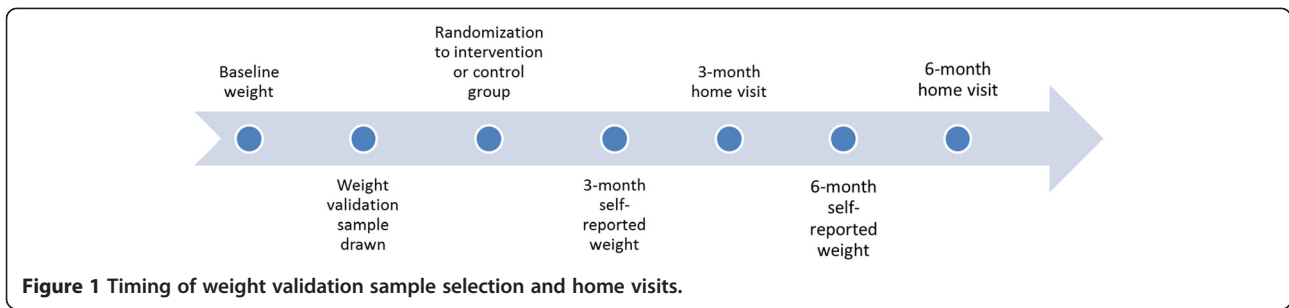 Baseline
weight
Weight
validation
sample
drawn
Randomization
to intervention
or control
group
3-month
self-
reported
weight
3-month
home visit
6-month
self-
reported
weight
6-month
home visit
Figure 1 Timing of weight validation sample selection and home visits.